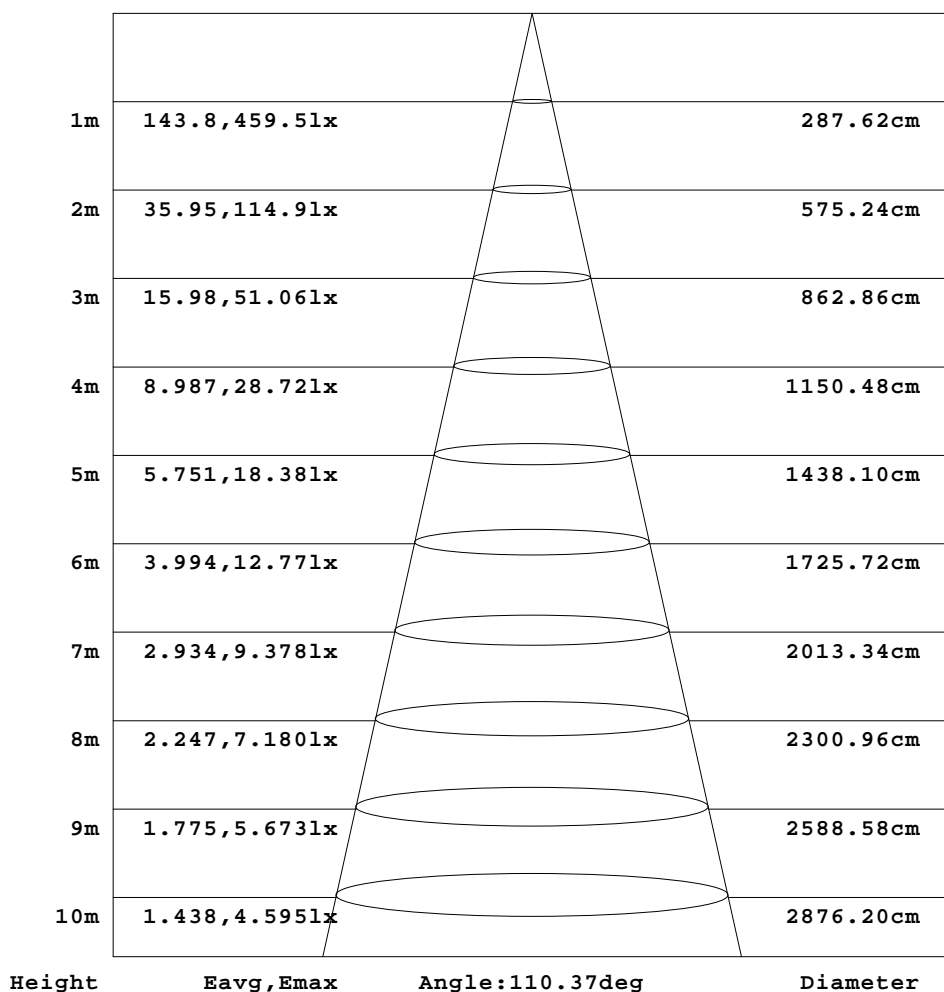 1m 143.8,459.5lx 287.62cm
2m 35.95,114.9lx 575.24cm
3m 15.98,51.06lx 862.86cm
4m 8.987,28.72lx 1150.48cm
5m 5.751,18.38lx 1438.10cm
6m 3.994,12.77lx 1725.72cm
7m 2.934,9.378lx 2013.34cm
8m 2.247,7.180lx 2300.96cm
9m 1.775,5.673lx 2588.58cm
10m 1.438,4.595lx 2876.20cm
Height Eavg,Emax Angle:110.37deg Diameter